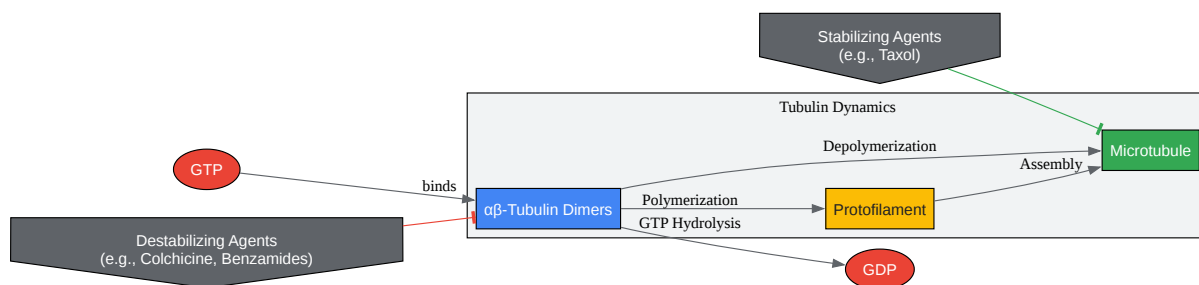 Stabilizing Agents
(e.g., Taxol)
Tubulin Dynamics
Depolymerization
Microtubule
GTP
Assembly
binds
αβ-Tubulin Dimers
Polymerization
Protofilament
GTP Hydrolysis
Destabilizing Agents
(e.g., Colchicine, Benzamides)
GDP